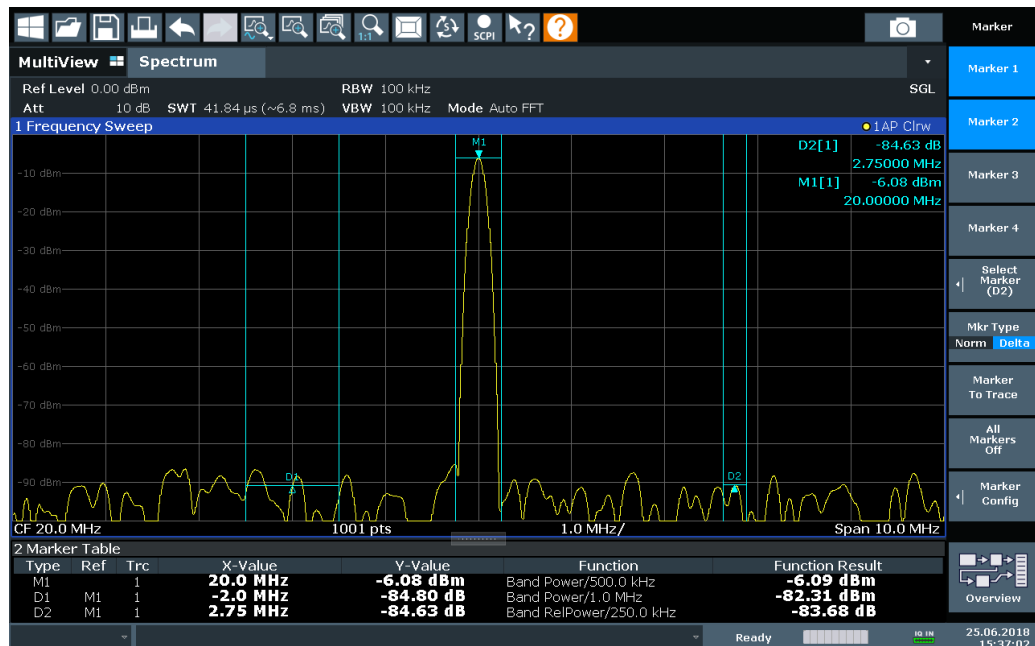 1:1
SCPI
?
?
Marker
MultiView Spectrum
Ref Level 0.00 dBm RBW 100 kHz SGL
Att 10 dB SWT 41.84 µs (~6.8 ms) VBW 100 kHz Mode Auto FFT
1 Frequency Sweep 1AP Clrw
M1
D2[1] -84.63 dB
2.75000 MHz
M1[1] -6.08 dBm
20.00000 MHz
-10 dBm
-20 dBm
-30 dBm
-40 dBm
-50 dBm
-60 dBm
-70 dBm
-80 dBm
-90 dBm
D1
D2
CF 20.0 MHz 1001 pts 1.0 MHz/ Span 10.0 MHz
2 Marker Table
Type Ref Trc X-Value Y-Value Function Function Result
M1 1 20.0 MHz -6.08 dBm Band Power/500.0 kHz -6.09 dBm
D1 M1 1 -2.0 MHz -84.80 dB Band Power/1.0 MHz -82.31 dBm
D2 M1 1 2.75 MHz -84.63 dB Band RelPower/250.0 kHz -83.68 dB
Marker 1
Marker 2
Marker 3
Marker 4
Select
Marker
(D2)
Mkr Type
Norm Delta
Marker
To Trace
All
Markers
Off
Marker
Config
Overview
Ready IQ IN 25.06.2018
15:37:02